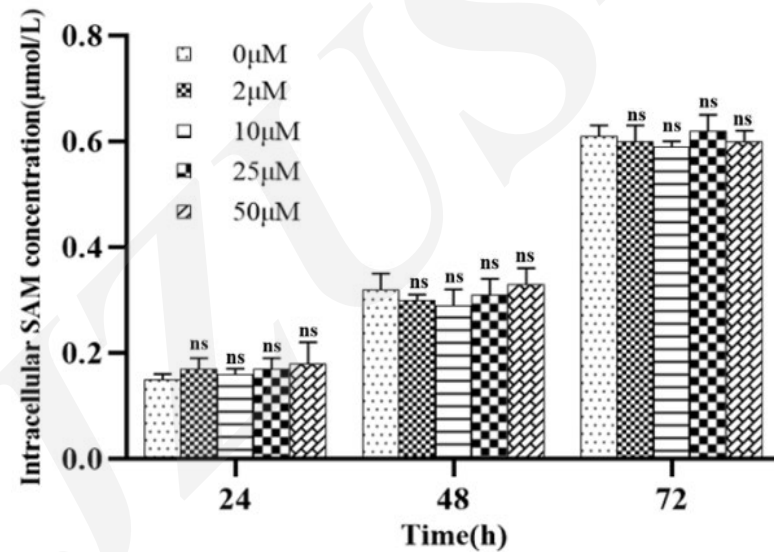 Intracellular SAM concentration(μmol/L)
0.8
0.6
0.4
0.2
0.0
0μM
2μM
10μM
25μM
50μM
ns ns ns ns
ns ns ns ns
ns ns ns ns
24 48 72
Time(h)